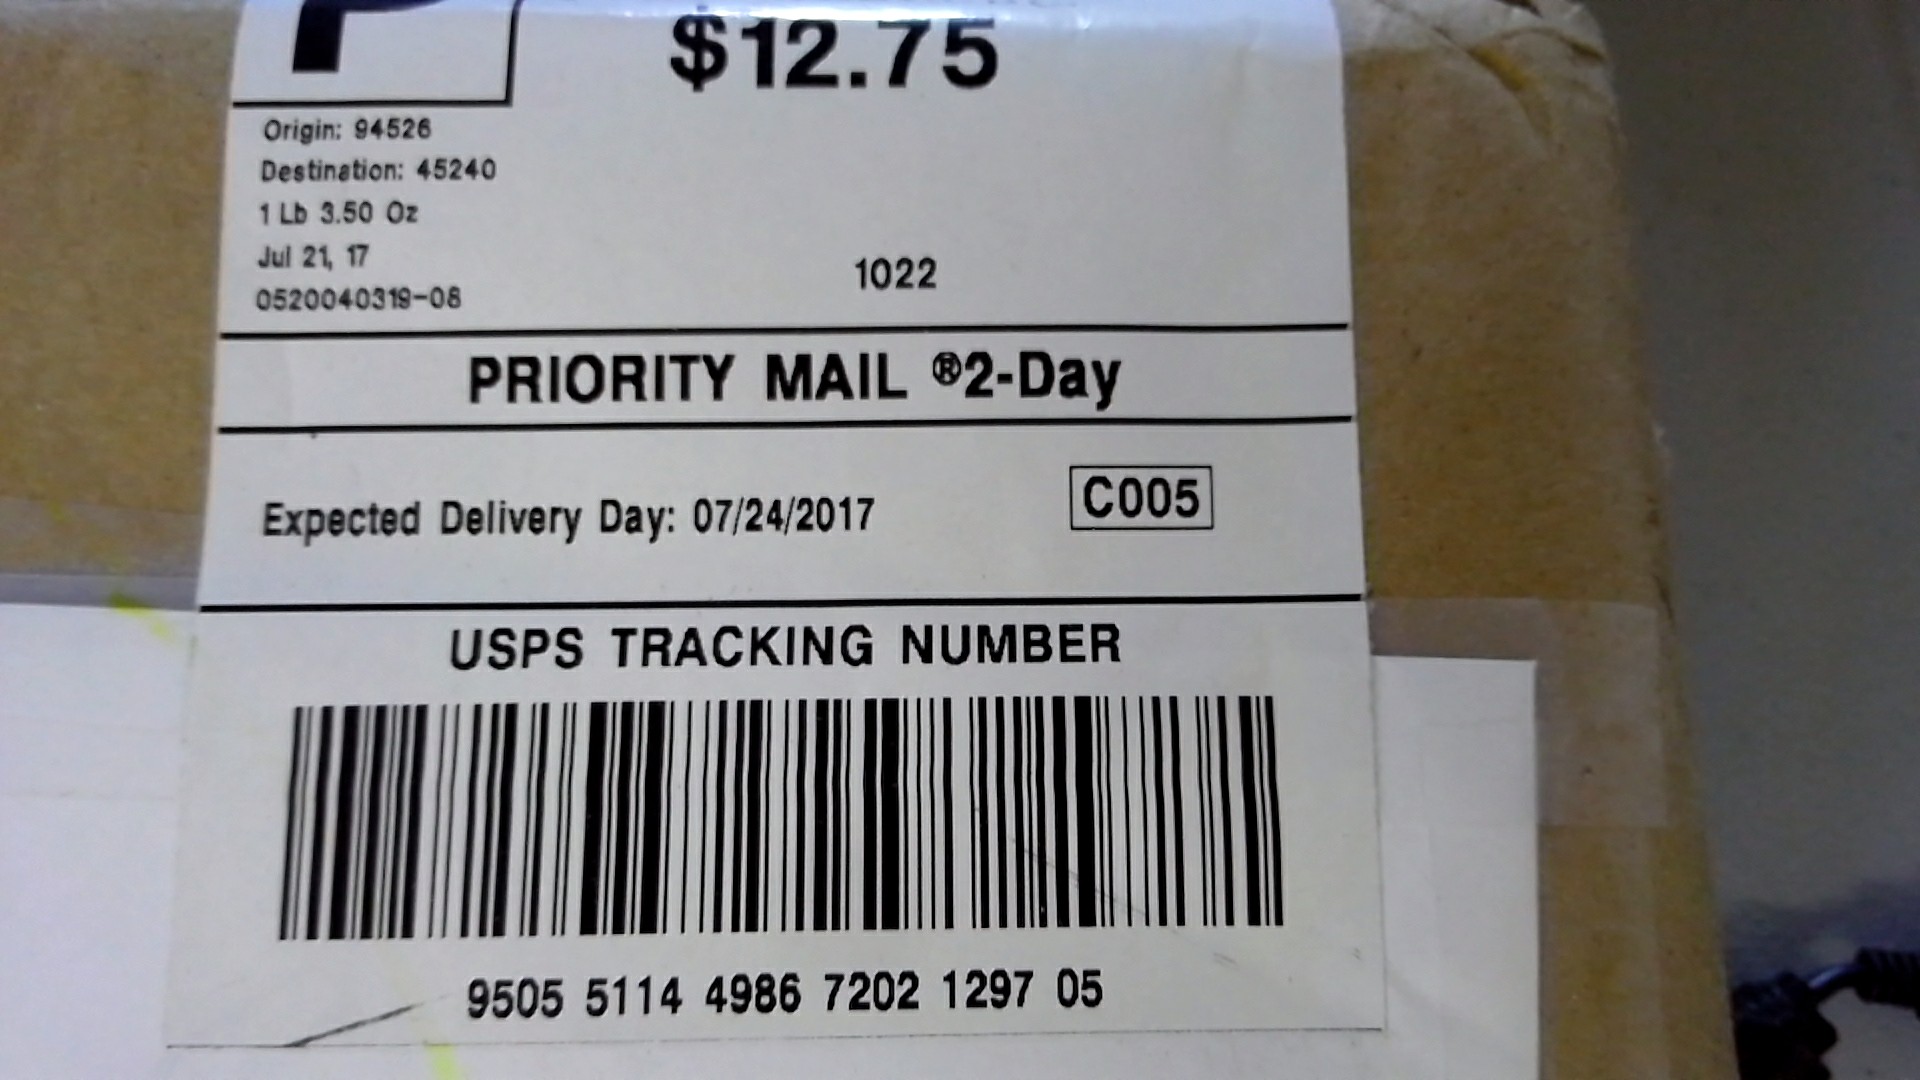 $12.75
Origin: 94526
Destination: 45240
1 Lb 3.50 Oz
Jul 21, 17
0520040319-08
1022
PRIORITY MAIL ®2-Day
Expected Delivery Day: 07/24/2017
C005
USPS TRACKING NUMBER
9505 5114 4986 7202 1297 05